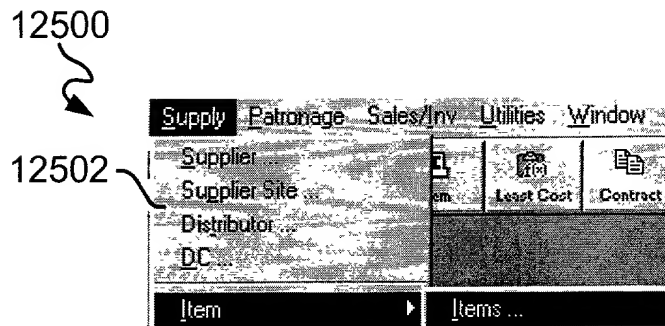 12500
Supply Patronage Sales/Inv Utilities Window
12502
Supplier ...
Supplier Site ...
Distributor ...
DC ...
Least Cost Contract
Item Items ...